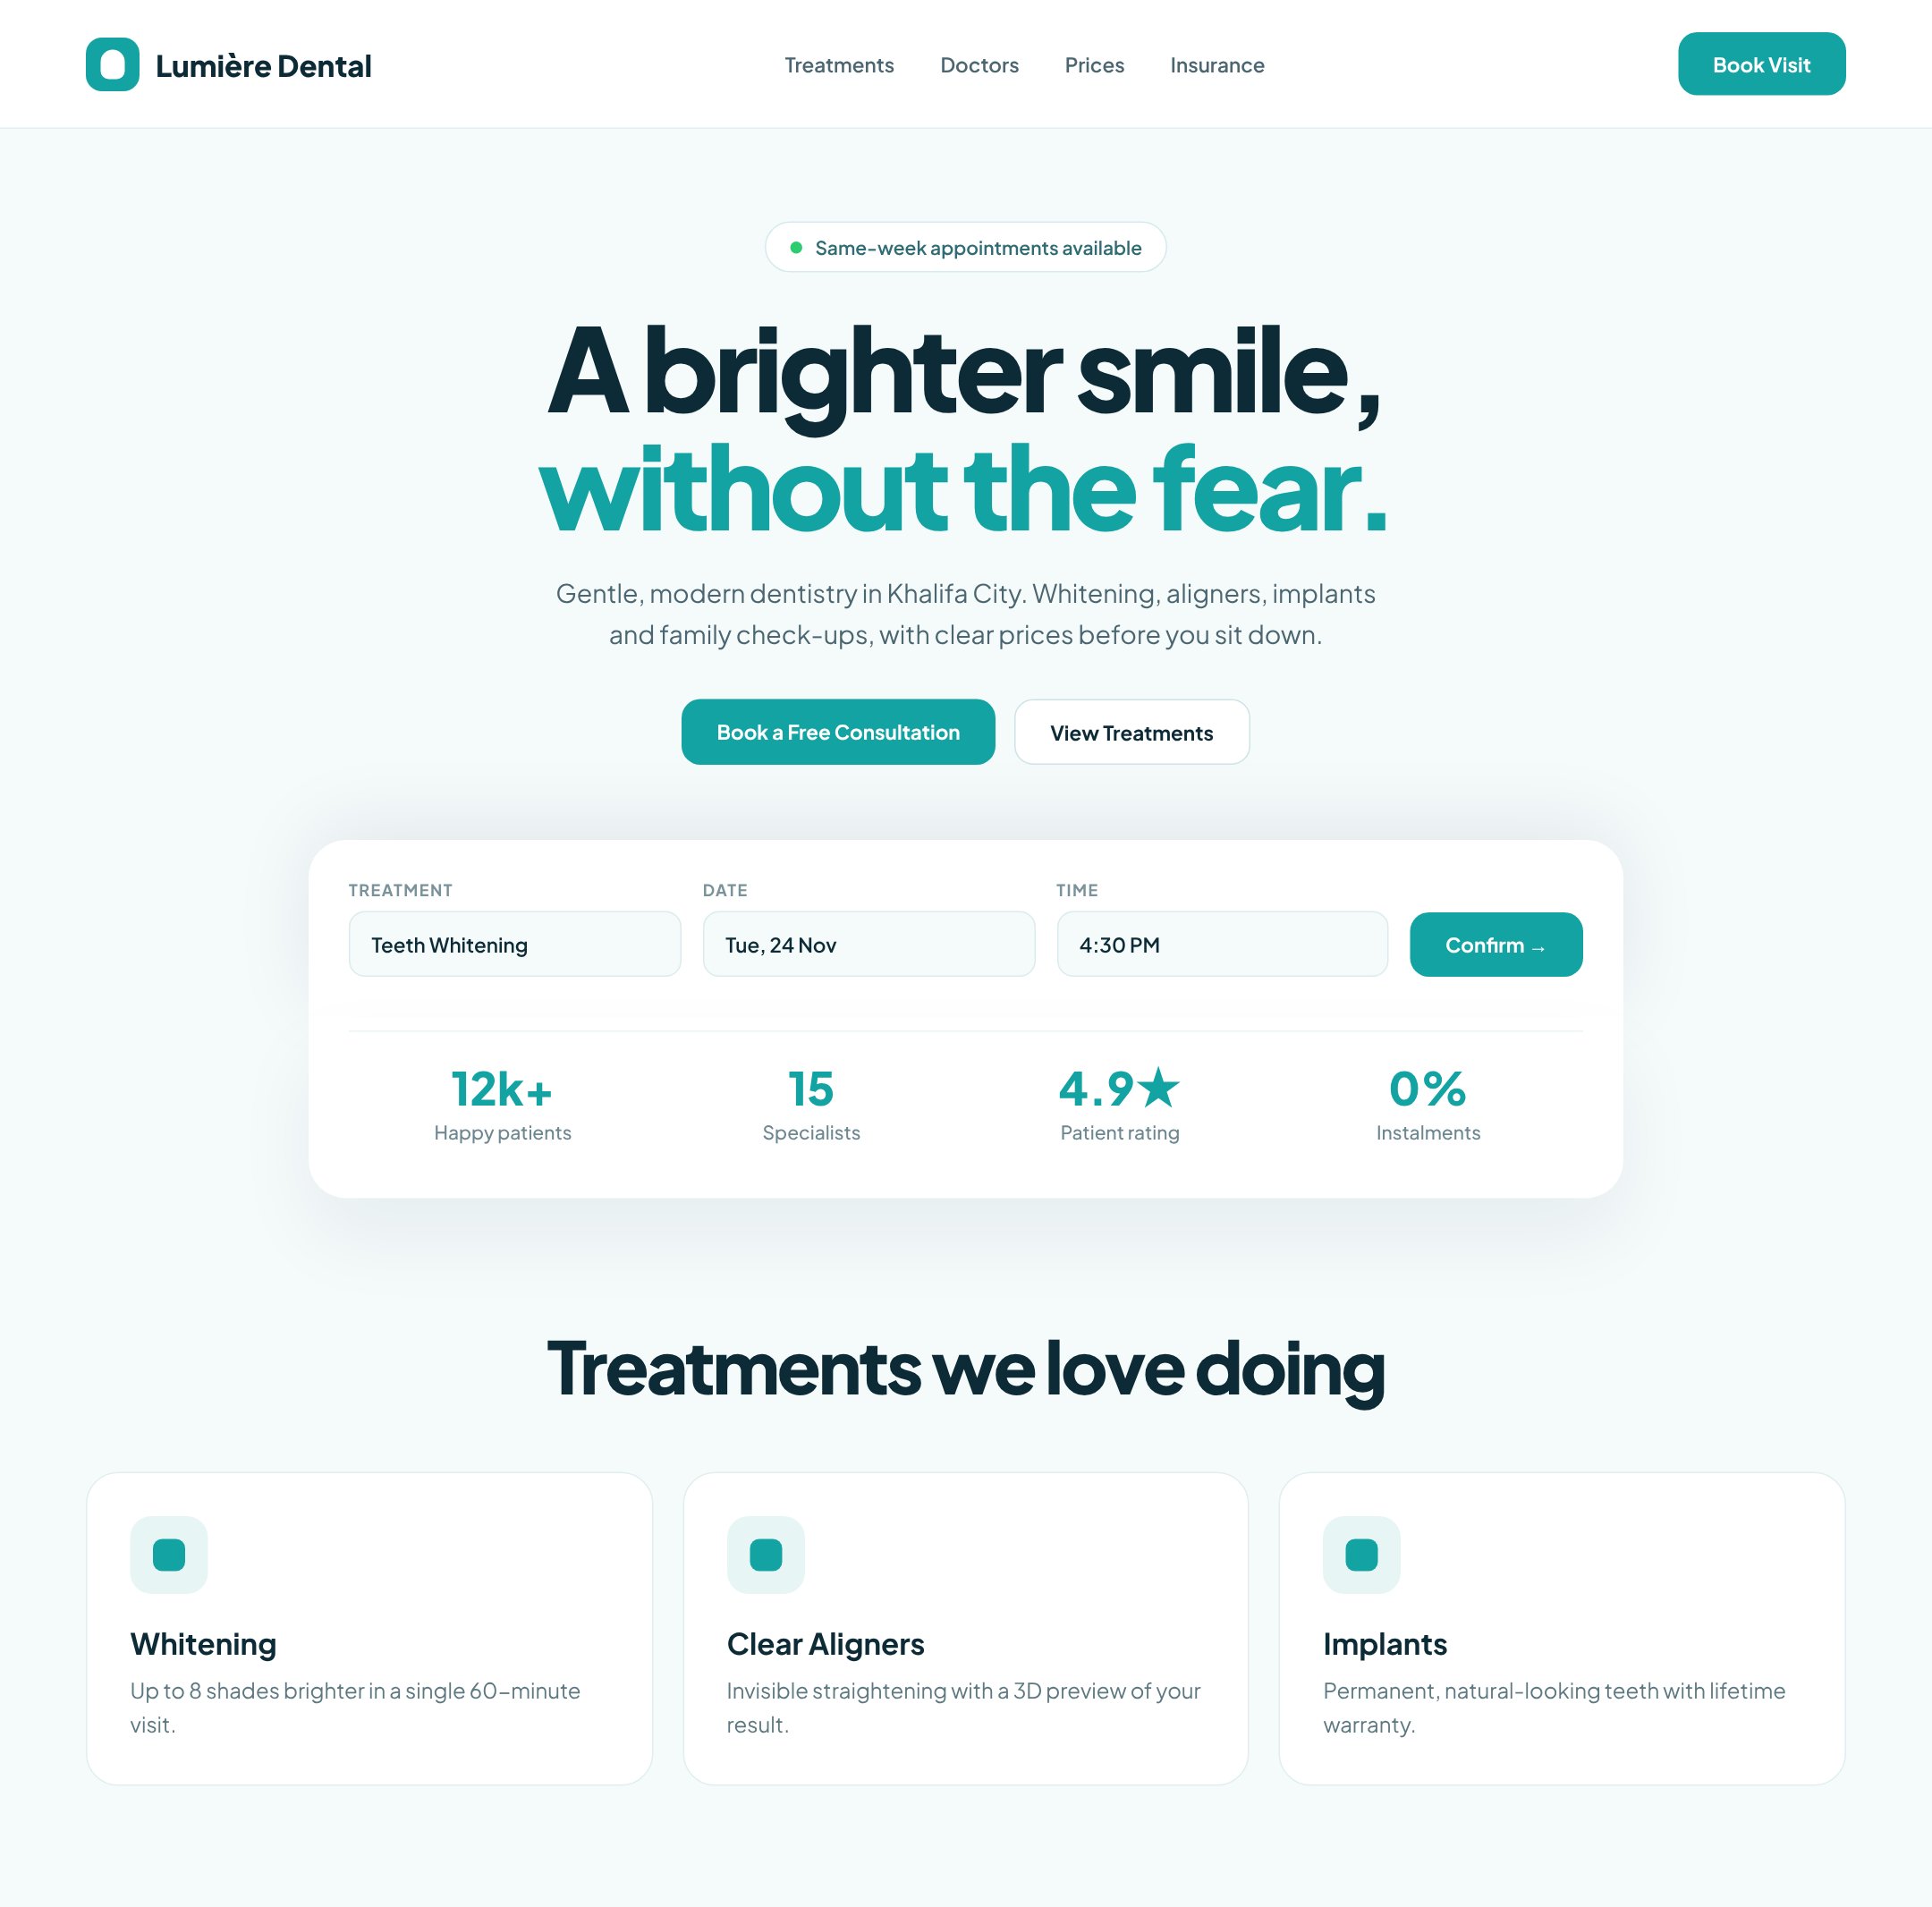 Lumière Dental
Treatments
Doctors
Prices
Insurance
Book Visit
Same-week appointments available
A brighter smile,
without the fear.
Gentle, modern dentistry in Khalifa City. Whitening, aligners, implants
and family check-ups, with clear prices before you sit down.
Book a Free Consultation
View Treatments
TREATMENT
Teeth Whitening
DATE
Tue, 24 Nov
TIME
4:30 PM
Confirm →
12k+
Happy patients
15
Specialists
4.9★
Patient rating
0%
Instalments
Treatments we love doing
Whitening
Up to 8 shades brighter in a single 60-minute
visit.
Clear Aligners
Invisible straightening with a 3D preview of your
result.
Implants
Permanent, natural-looking teeth with lifetime
warranty.